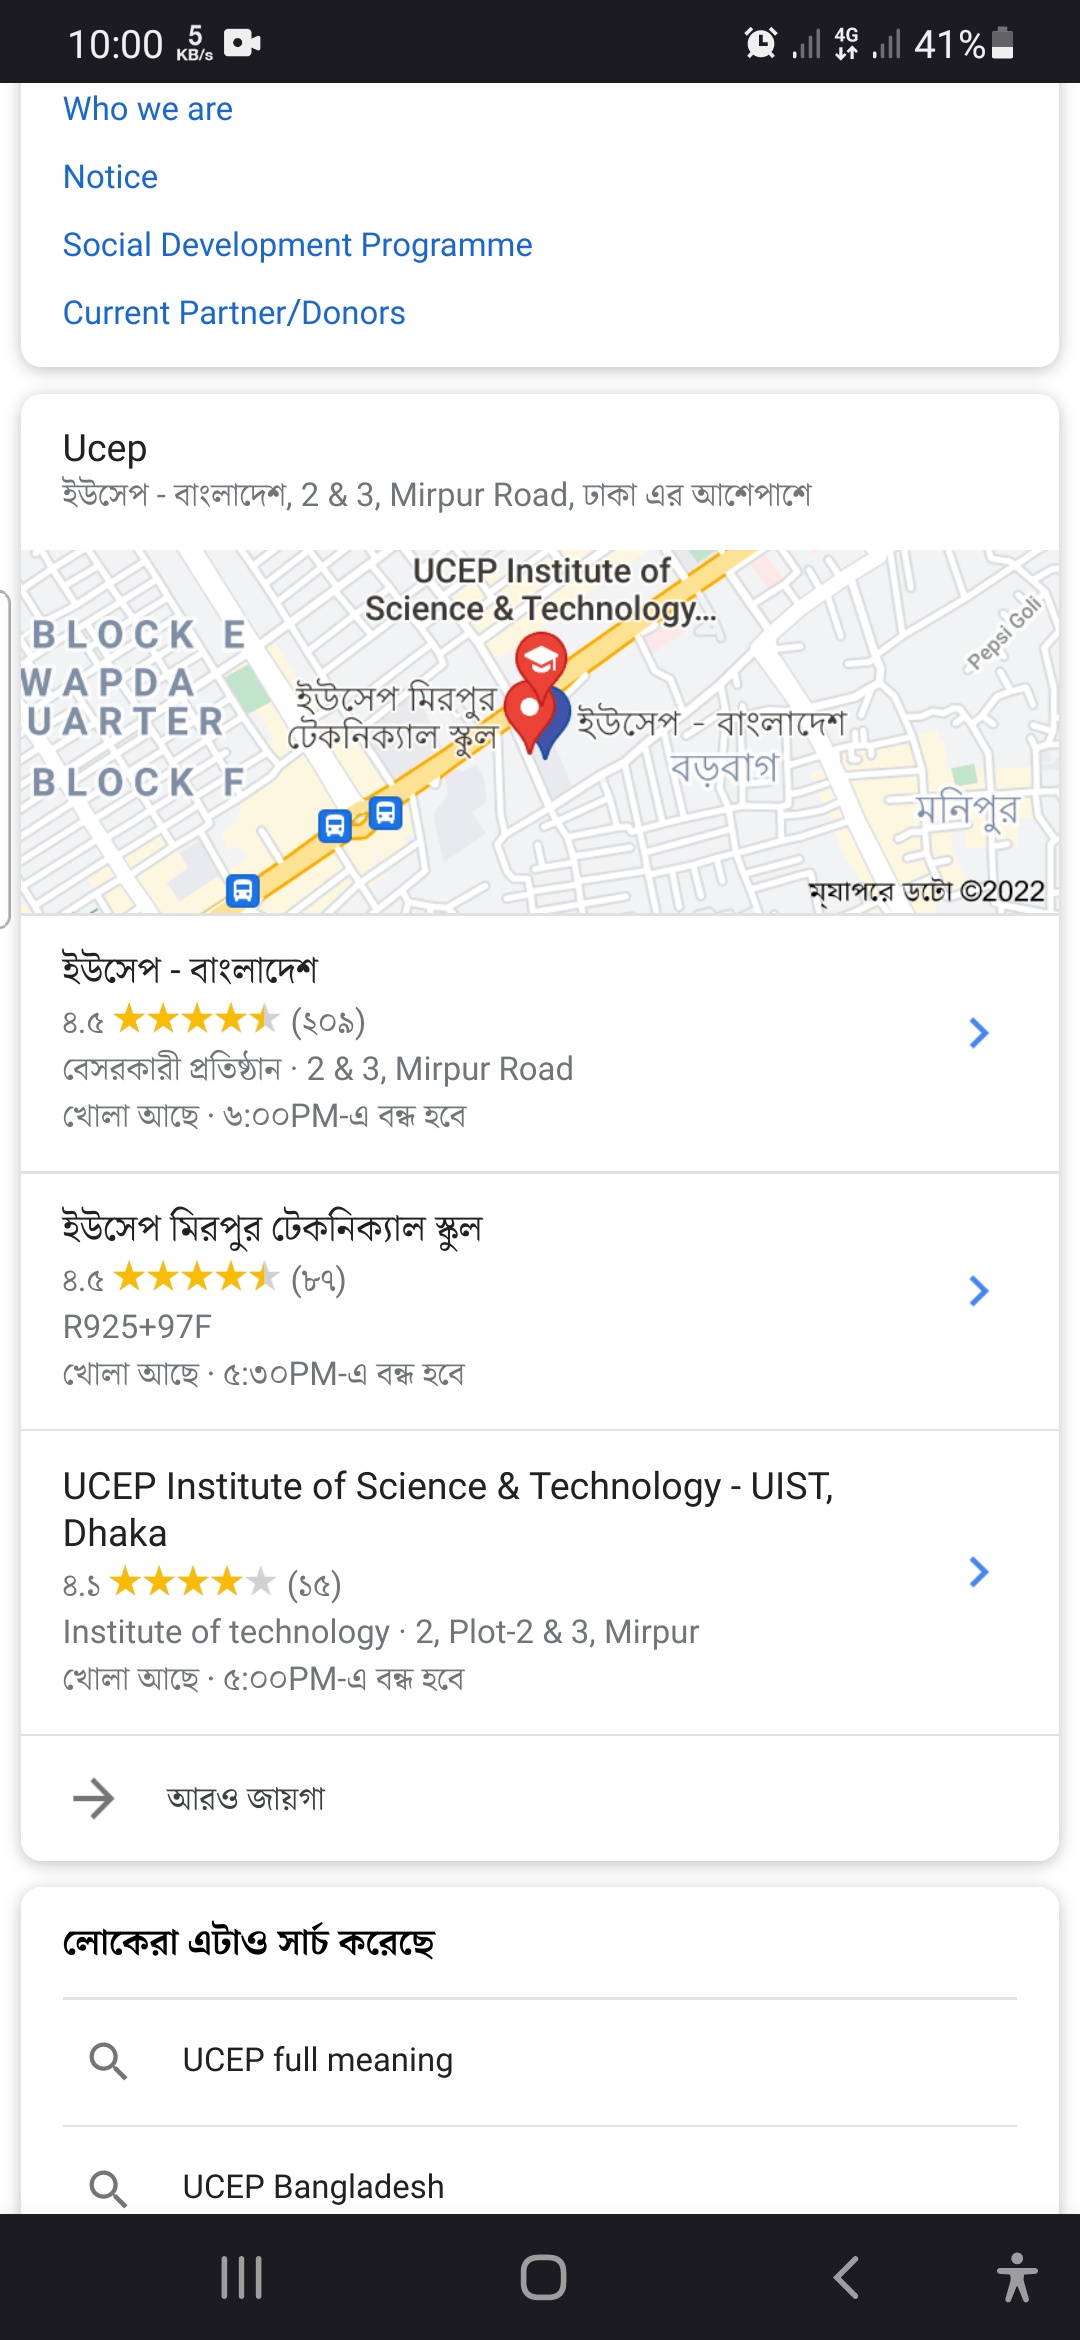 10:00 5 KB/s 4G 41%
Who we are
Notice
Social Development Programme
Current Partner/Donors
Ucep
ইউসেপ - বাংলাদেশ, 2 & 3, Mirpur Road, ঢাকা এর আশেপাশে
UCEP Institute of
Science & Technology...
Pepsi Goli
BLOCK E
WAPDA
UARTER
BLOCK F
ইউসেপ মিরপুর
টেকনিক্যাল স্কুল
ইউসেপ - বাংলাদেশ
বড়বাগ
মনিপুর
ম্যাপরে ডটো ©2022
ইউসেপ - বাংলাদেশ
৪.৫ (২০৯)
বেসরকারী প্রতিষ্ঠান · 2 & 3, Mirpur Road
খোলা আছে · ৬:০০PM-এ বন্ধ হবে
ইউসেপ মিরপুর টেকনিক্যাল স্কুল
৪.৫ (৮৭)
R925+97F
খোলা আছে · ৫:৩০PM-এ বন্ধ হবে
UCEP Institute of Science & Technology - UIST,
Dhaka
৪.১ (১৫)
Institute of technology · 2, Plot-2 & 3, Mirpur
খোলা আছে · ৫:০০PM-এ বন্ধ হবে
আরও জায়গা
লোকেরা এটাও সার্চ করেছে
UCEP full meaning
UCEP Bangladesh